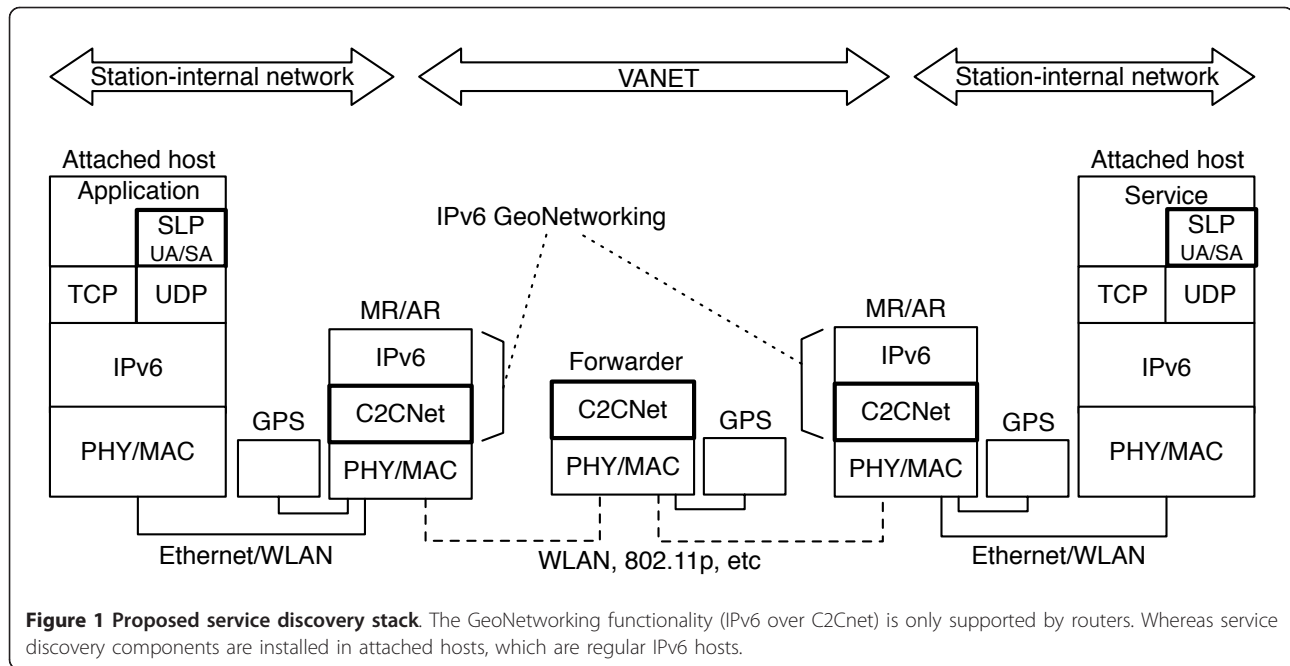 Station-internal network
VANET
Station-internal network
Attached host
Application
SLP
UA/SA
TCP
UDP
IPv6
PHY/MAC
GPS
MR/AR
IPv6
C2CNet
PHY/MAC
IPv6 GeoNetworking
Forwarder
C2CNet
PHY/MAC
GPS
MR/AR
IPv6
C2CNet
PHY/MAC
GPS
Attached host
Service
SLP
UA/SA
TCP
UDP
IPv6
PHY/MAC
Ethernet/WLAN
WLAN, 802.11p, etc
Ethernet/WLAN
Figure 1 Proposed service discovery stack. The GeoNetworking functionality (IPv6 over C2Cnet) is only supported by routers. Whereas service
discovery components are installed in attached hosts, which are regular IPv6 hosts.